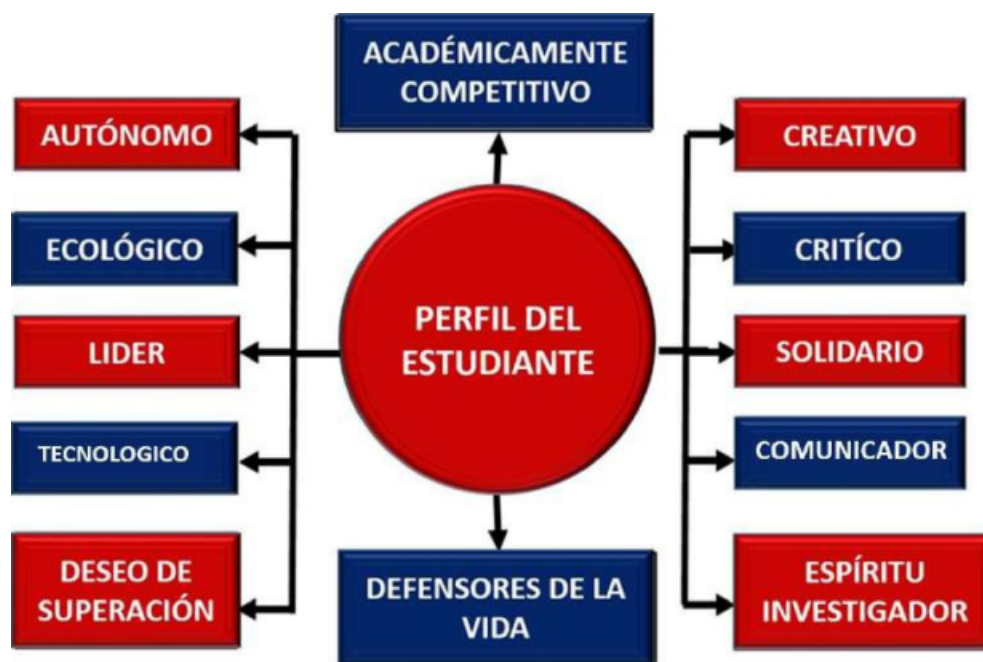 ACADÉMICAMENTE
COMPETITIVO
AUTÓNOMO
CREATIVO
ECOLÓGICO
CRITÍCO
PERFIL DEL
ESTUDIANTE
LIDER
SOLIDARIO
TECNOLOGICO
COMUNICADOR
DESEO DE
SUPERACIÓN
DEFENSORES DE LA
VIDA
ESPÍRITU
INVESTIGADOR